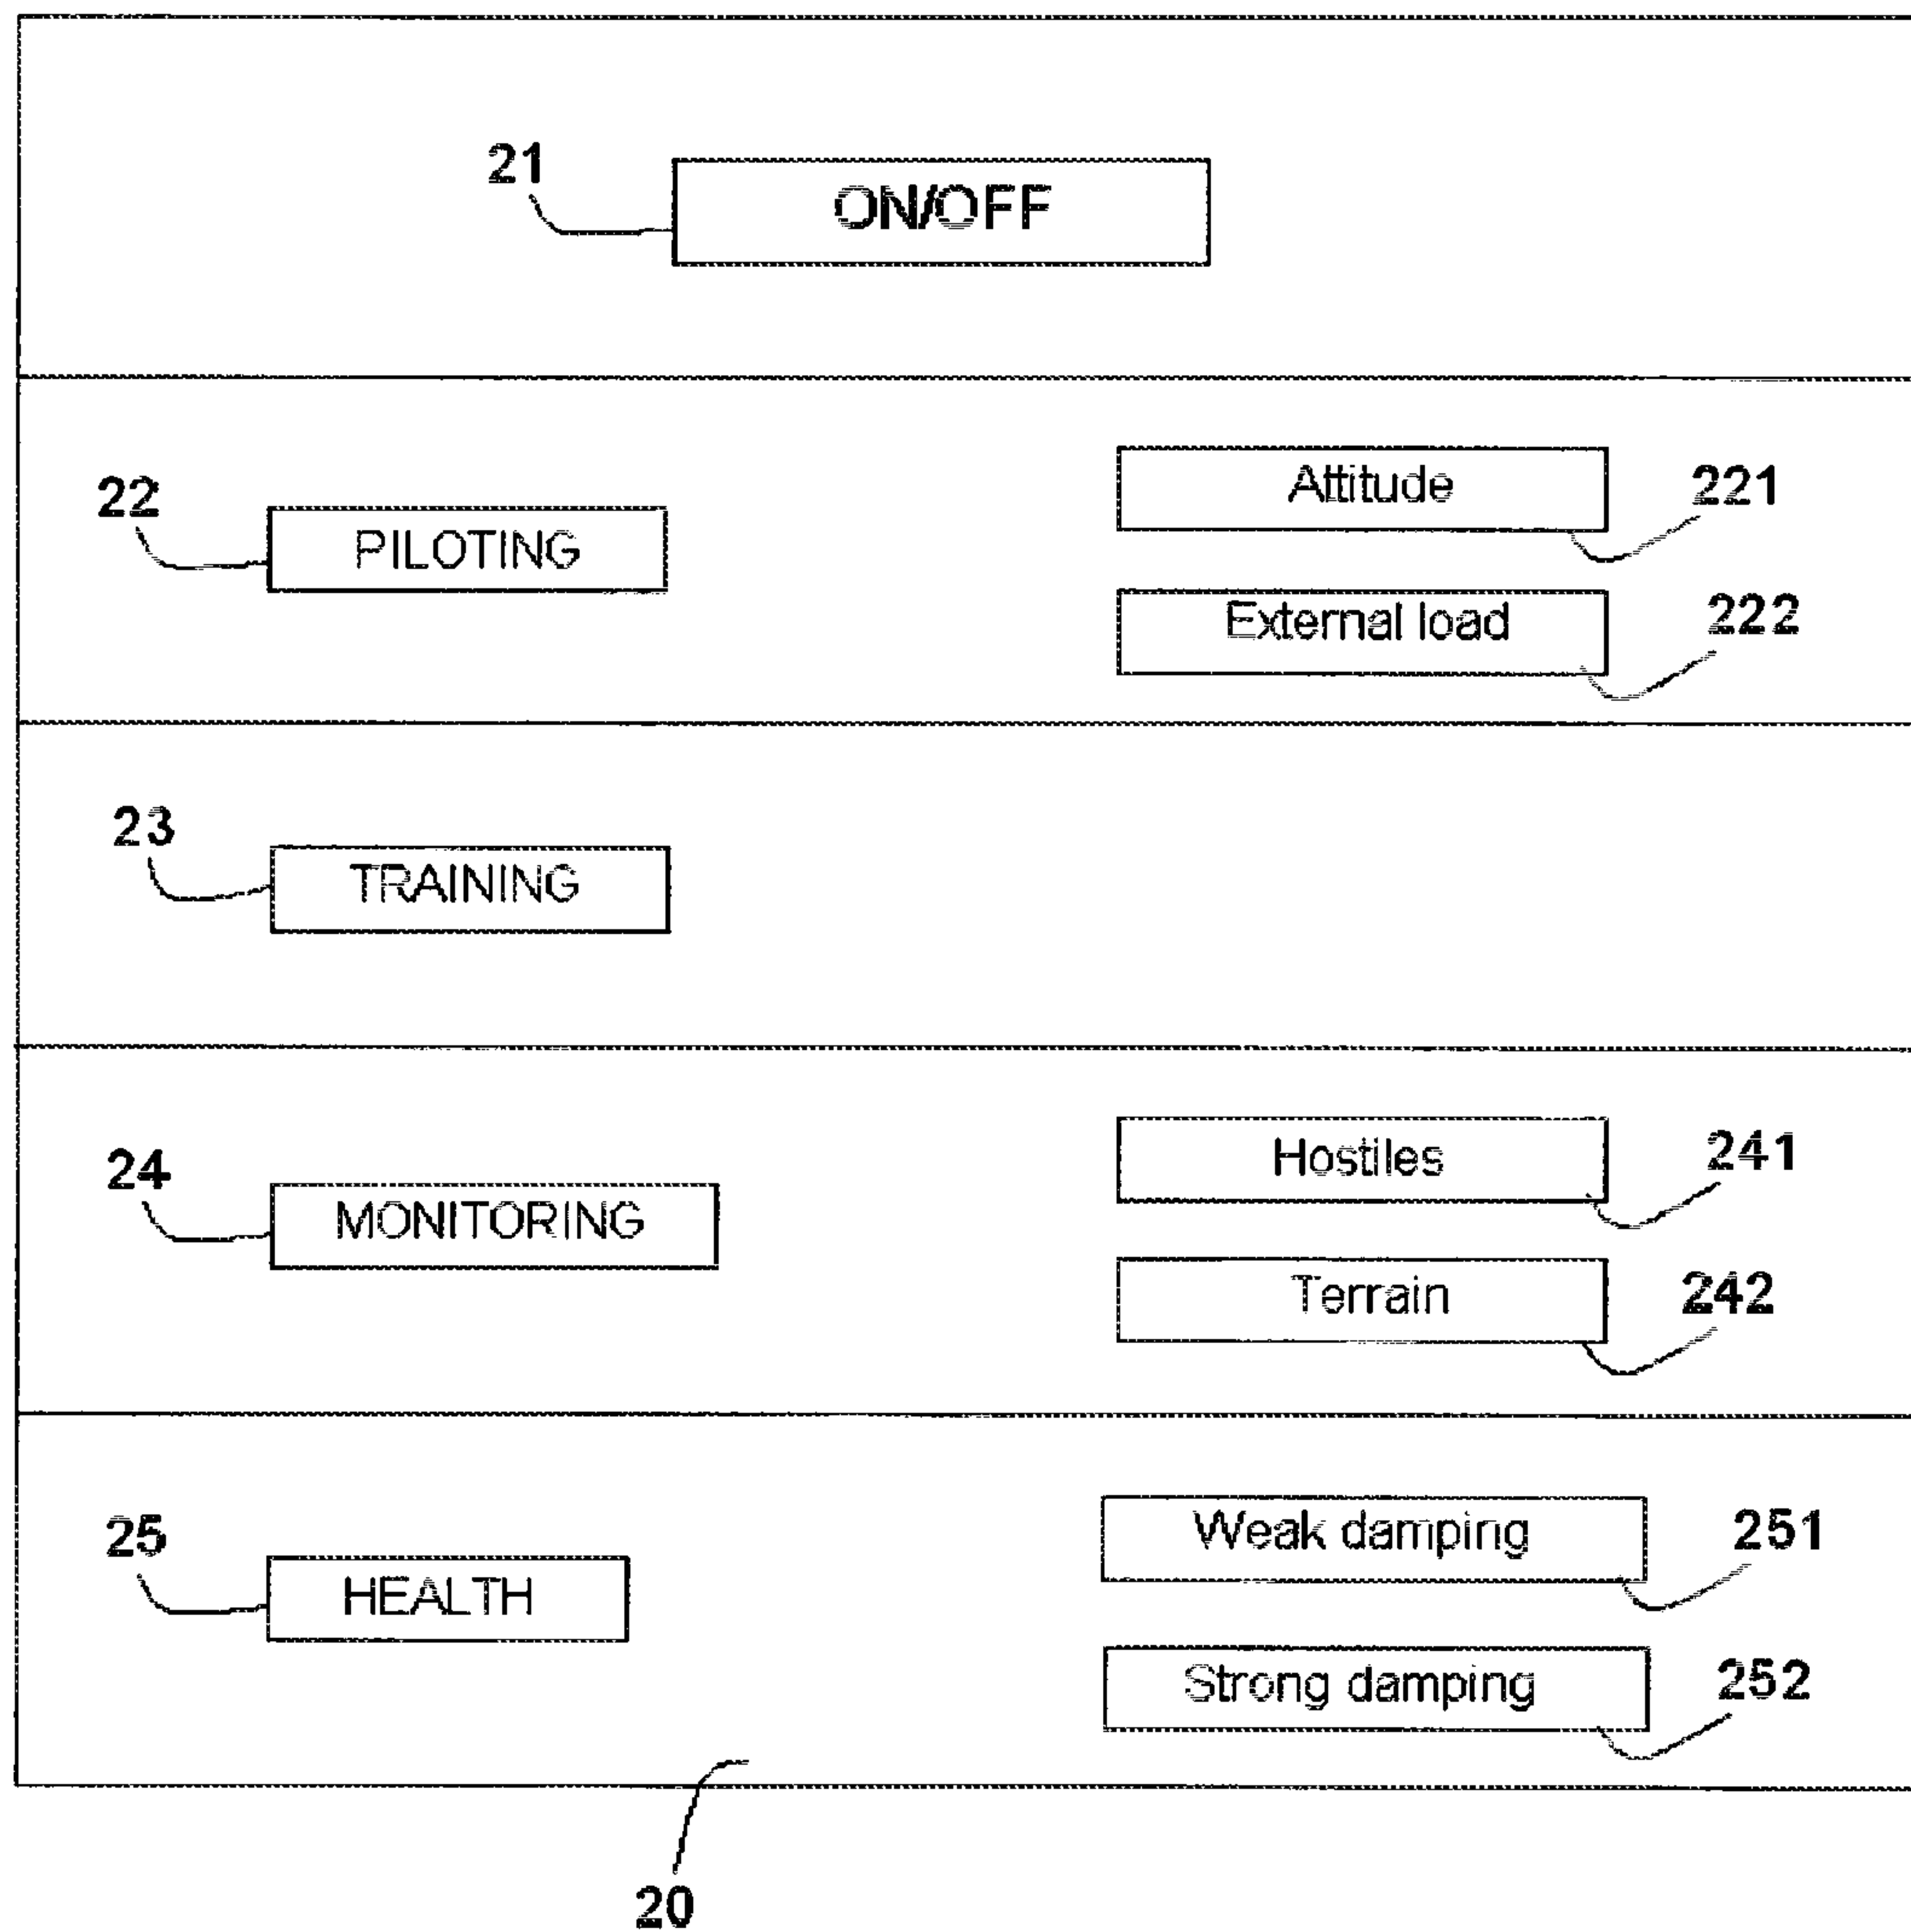 21
ON/OFF
22
PILOTING
Attitude
221
External load
222
23
TRAINING
24
MONITORING
Hostiles
241
Terrain
242
25
HEALTH
Weak damping
251
Strong damping
252
20